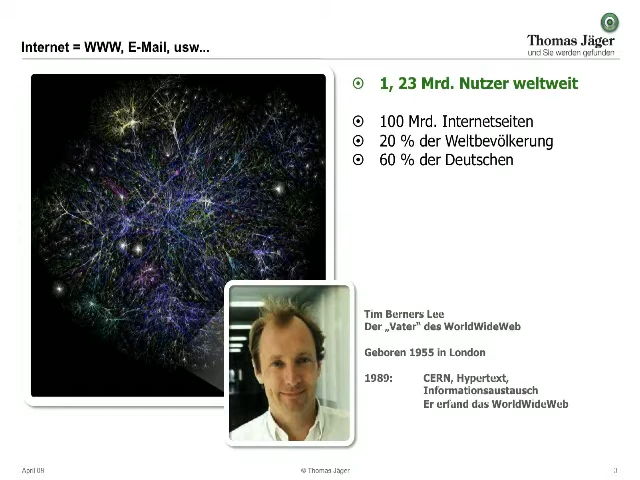 Internet = WWW, E-Mail, usw...
Thomas Jäger
und Sie werden gefunden
1, 23 Mrd. Nutzer weltweit
100 Mrd. Internetseiten
20 % der Weltbevölkerung
60 % der Deutschen
Tim Berners Lee
Der „Vater“ des WorldWideWeb
Geboren 1955 in London
1989: CERN, Hypertext,
Informationsaustausch
Er erfand das WorldWideWeb
April 09
© Thomas Jäger
3